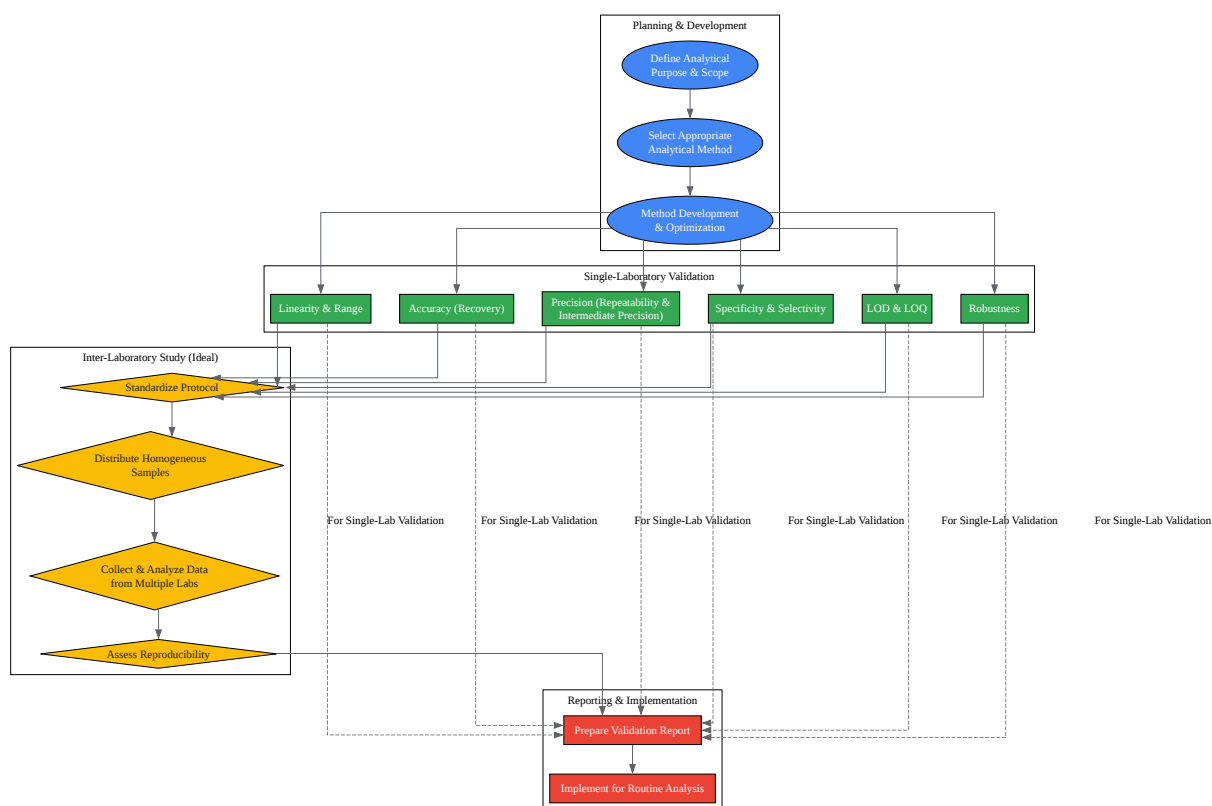 Planning & Development
Define Analytical
Purpose & Scope
Select Appropriate
Analytical Method
Method Development
& Optimization
Single-Laboratory Validation
Linearity & Range
Accuracy (Recovery)
Precision (Repeatability &
Intermediate Precision)
Specificity & Selectivity
LOD & LOQ
Robustness
Inter-Laboratory Study (Ideal)
Standardize Protocol
Distribute Homogeneous
Samples
For Single-Lab Validation
For Single-Lab Validation
For Single-Lab Validation
For Single-Lab Validation
For Single-Lab Validation
For Single-Lab Validation
Collect & Analyze Data
from Multiple Labs
Assess Reproducibility
Reporting & Implementation
Prepare Validation Report
Implement for Routine Analysis